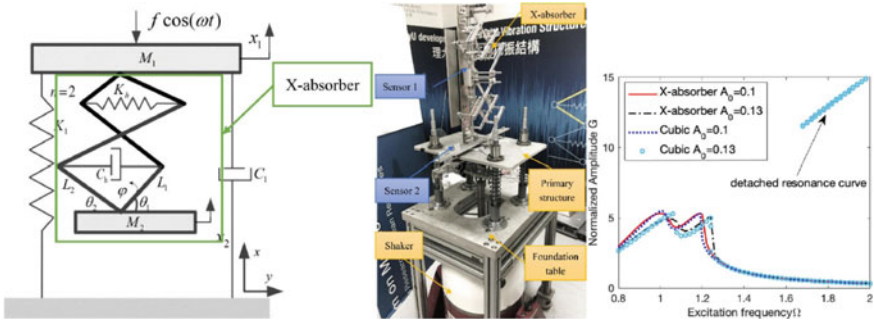 f cos(ωt)
x₁
M₁
n=2
K_h
K₁
X-absorber
C_h
C₁
L₂
φ
L₁
θ₂
θ₁
M₂
x
y
X-absorber
Sensor 1
Sensor 2
Primary
structure
Shaker
Foundation
table
Normalized Amplitude G
15
10
5
0
X-absorber A₀=0.1
X-absorber A₀=0.13
Cubic A₀=0.1
Cubic A₀=0.13
detached resonance curve
0.8
1
1.2
1.4
1.6
1.8
2
Excitation frequencyΩ